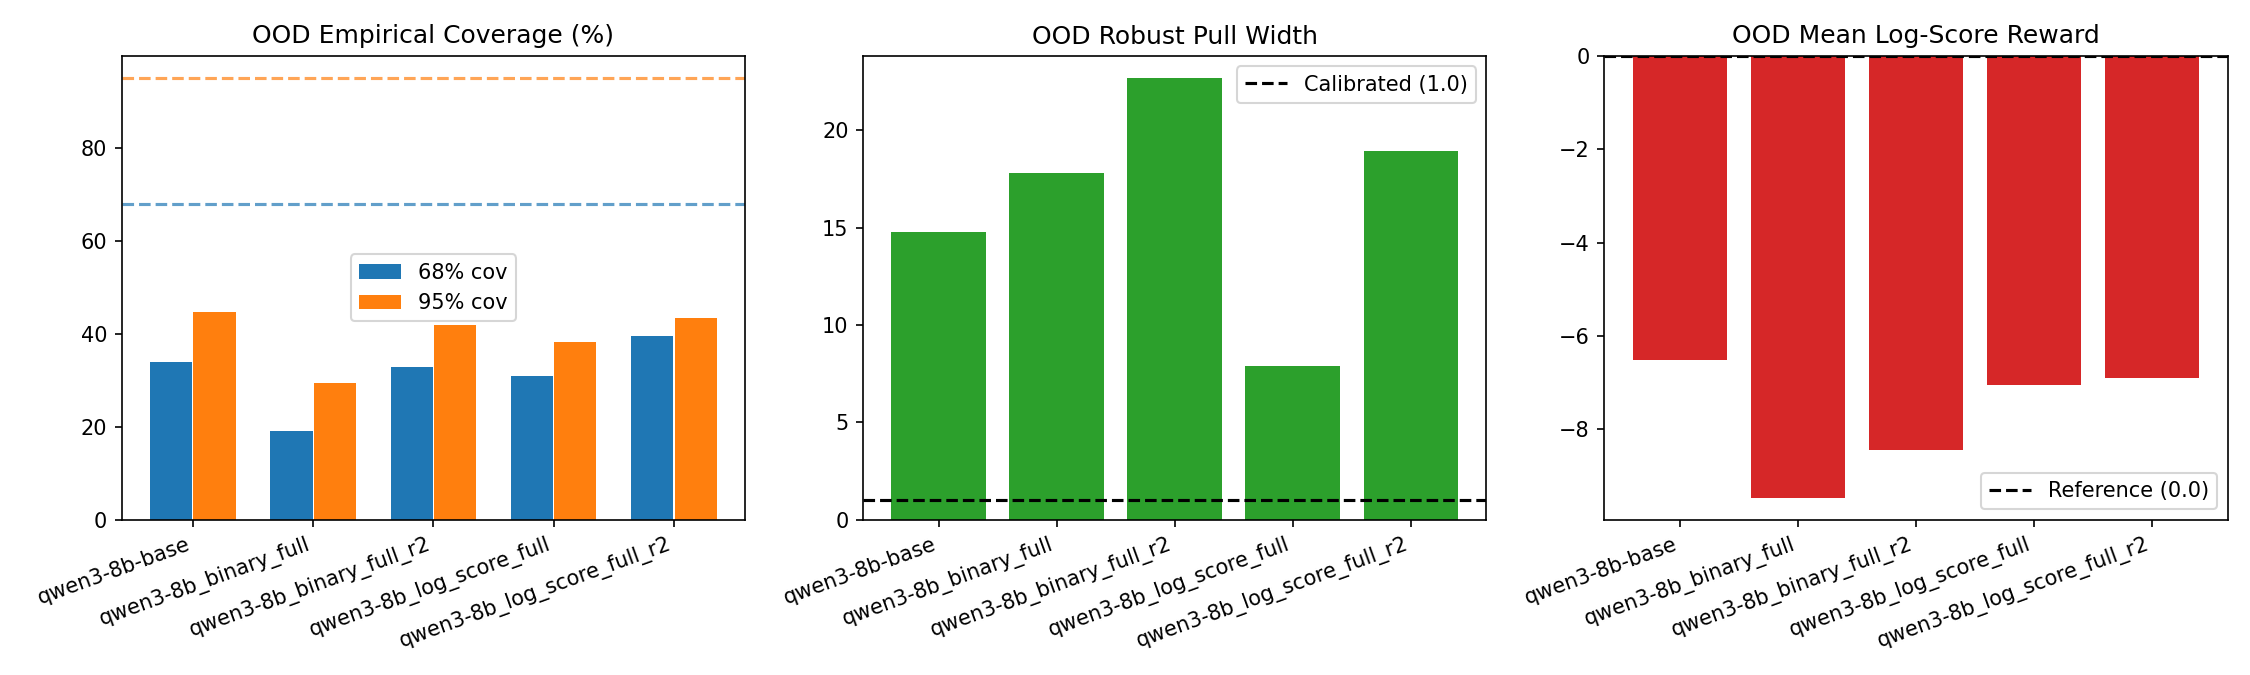 OOD Empirical Coverage (%)
80
60
40
20
0
68% cov
95% cov
qwen3-8b-base
qwen3-8b_binary_full
qwen3-8b_binary_full_r2
qwen3-8b_log_score_full
qwen3-8b_log_score_full_r2
OOD Robust Pull Width
20
15
10
5
0
Calibrated (1.0)
qwen3-8b-base
qwen3-8b_binary_full
qwen3-8b_binary_full_r2
qwen3-8b_log_score_full
qwen3-8b_log_score_full_r2
OOD Mean Log-Score Reward
0
−2
−4
−6
−8
Reference (0.0)
qwen3-8b-base
qwen3-8b_binary_full
qwen3-8b_binary_full_r2
qwen3-8b_log_score_full
qwen3-8b_log_score_full_r2